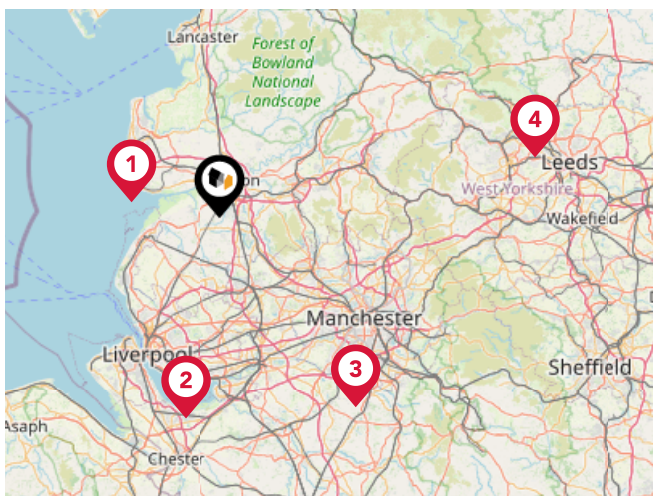 Lancaster
Forest of
Bowland
National
Landscape
4
1
on
Leeds
West Yorkshire
Wakefield
Manchester
Liverpool
3
Sheffield
2
Asaph
Chester
D